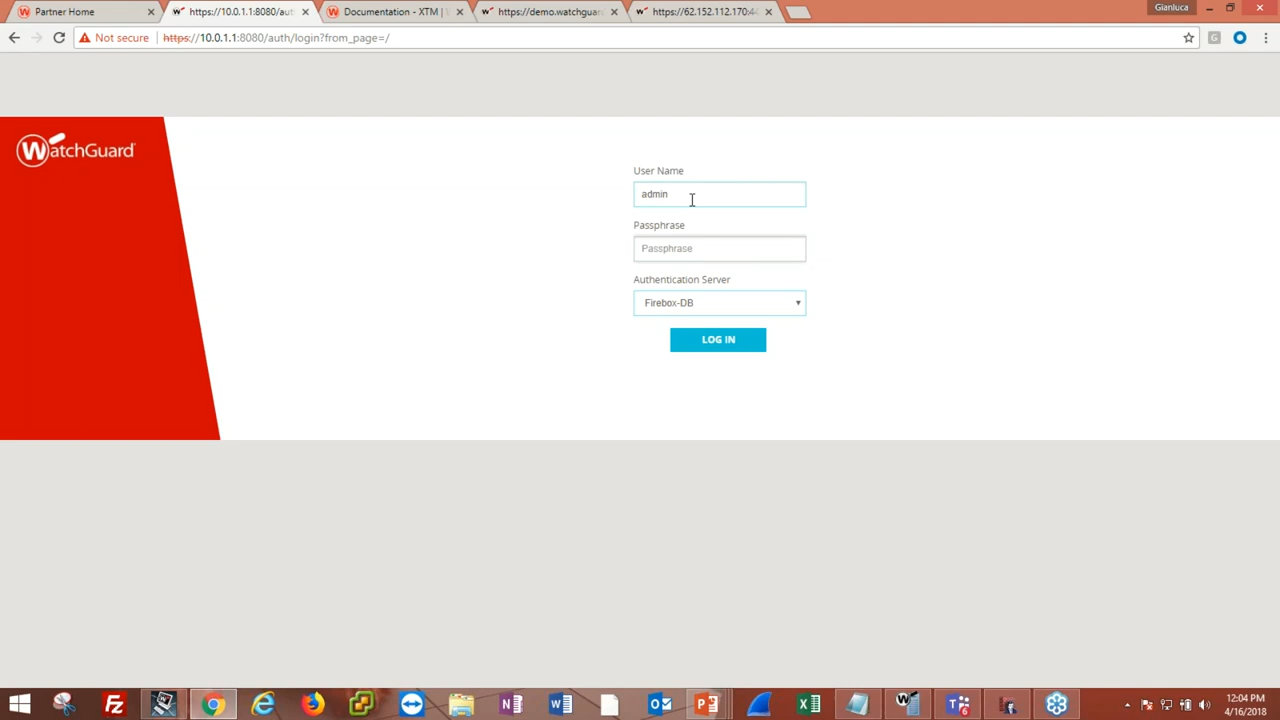 Partner Home
https://10.0.1.1:8080/aut
Documentation - XTM |
https://demo.watchguar
https://62.152.112.170:4
Gianluca
Not secure https://10.0.1.1:8080/auth/login?from_page=/
WatchGuard
User Name
admin
Passphrase
Passphrase
Authentication Server
Firebox-DB
LOG IN
12:04 PM
4/16/2018